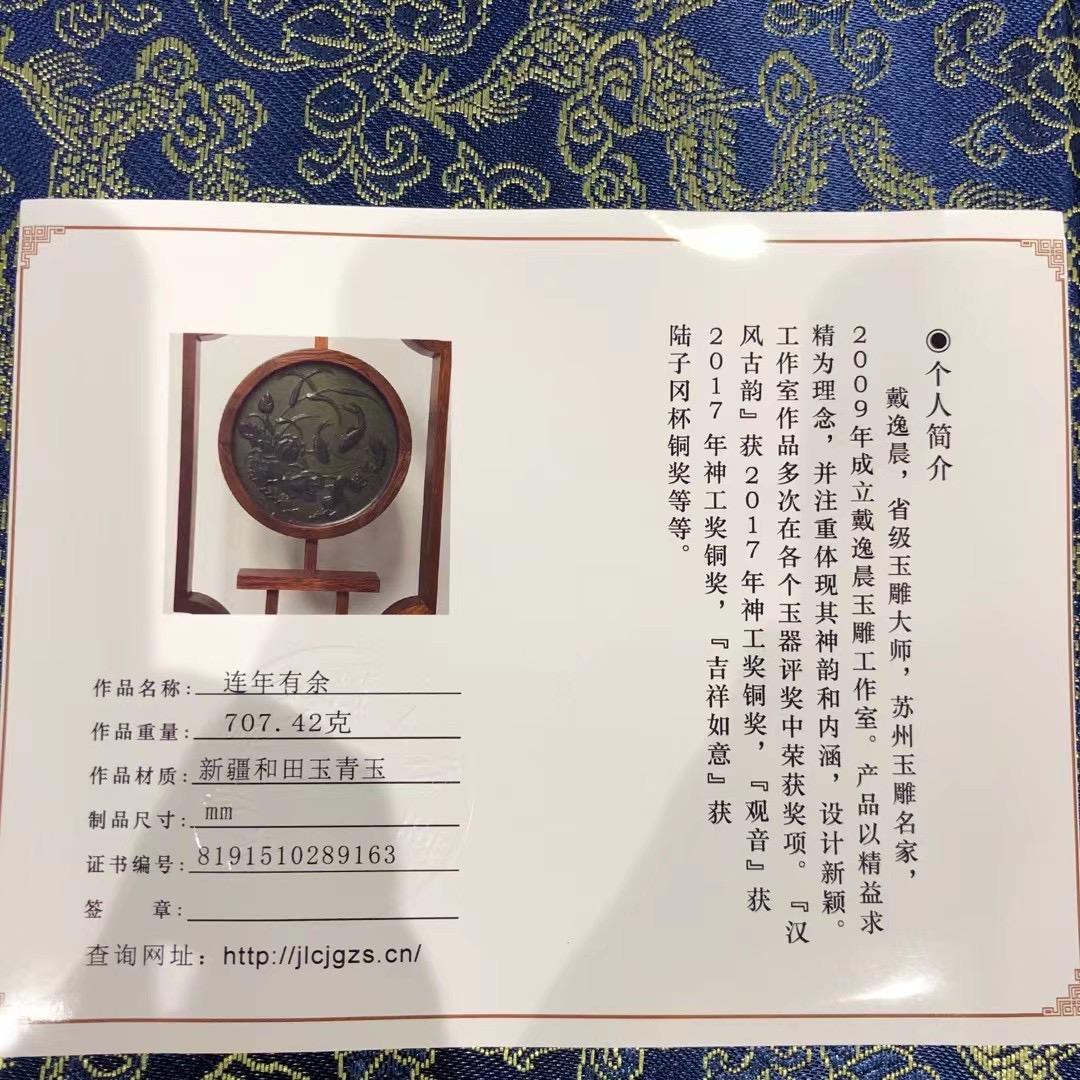 ◉个人简介
戴逸晨，省级玉雕大师，苏州玉雕名家，
2009年成立戴逸晨玉雕工作室。产品以精益求
精为理念，并注重体现其神韵和内涵，设计新颖。
工作室作品多次在各个玉器评奖中荣获奖项。『汉
风古韵』获2017年神工奖铜奖，『观音』获
2017年神工奖铜奖，『吉祥如意』获
陆子冈杯铜奖等等。
作品名称：连年有余
作品重量：707.42克
作品材质：新疆和田玉青玉
制品尺寸：mm
证书编号：8191510289163
签 章：
查询网址：http://jlcjgzs.cn/